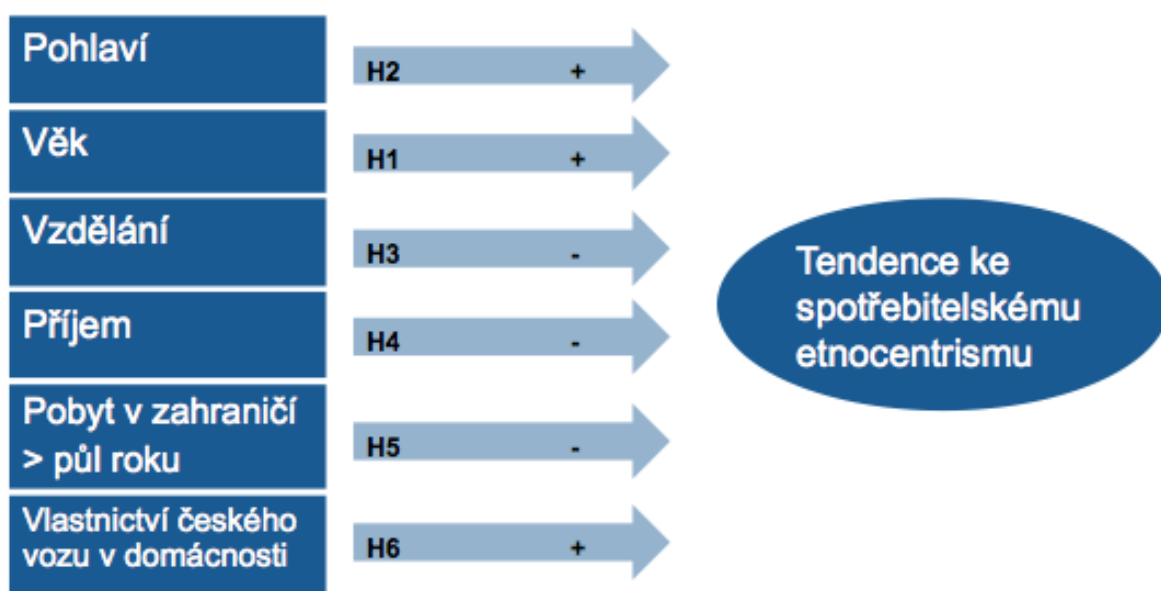 Pohlaví
H2 +
Věk
H1 +
Vzdělání
H3 -
Příjem
H4 -
Pobyt v zahraničí
> půl roku
H5 -
Vlastnictví českého
vozu v domácnosti
H6 +
Tendence ke
spotřebitelskému
etnocentrismu